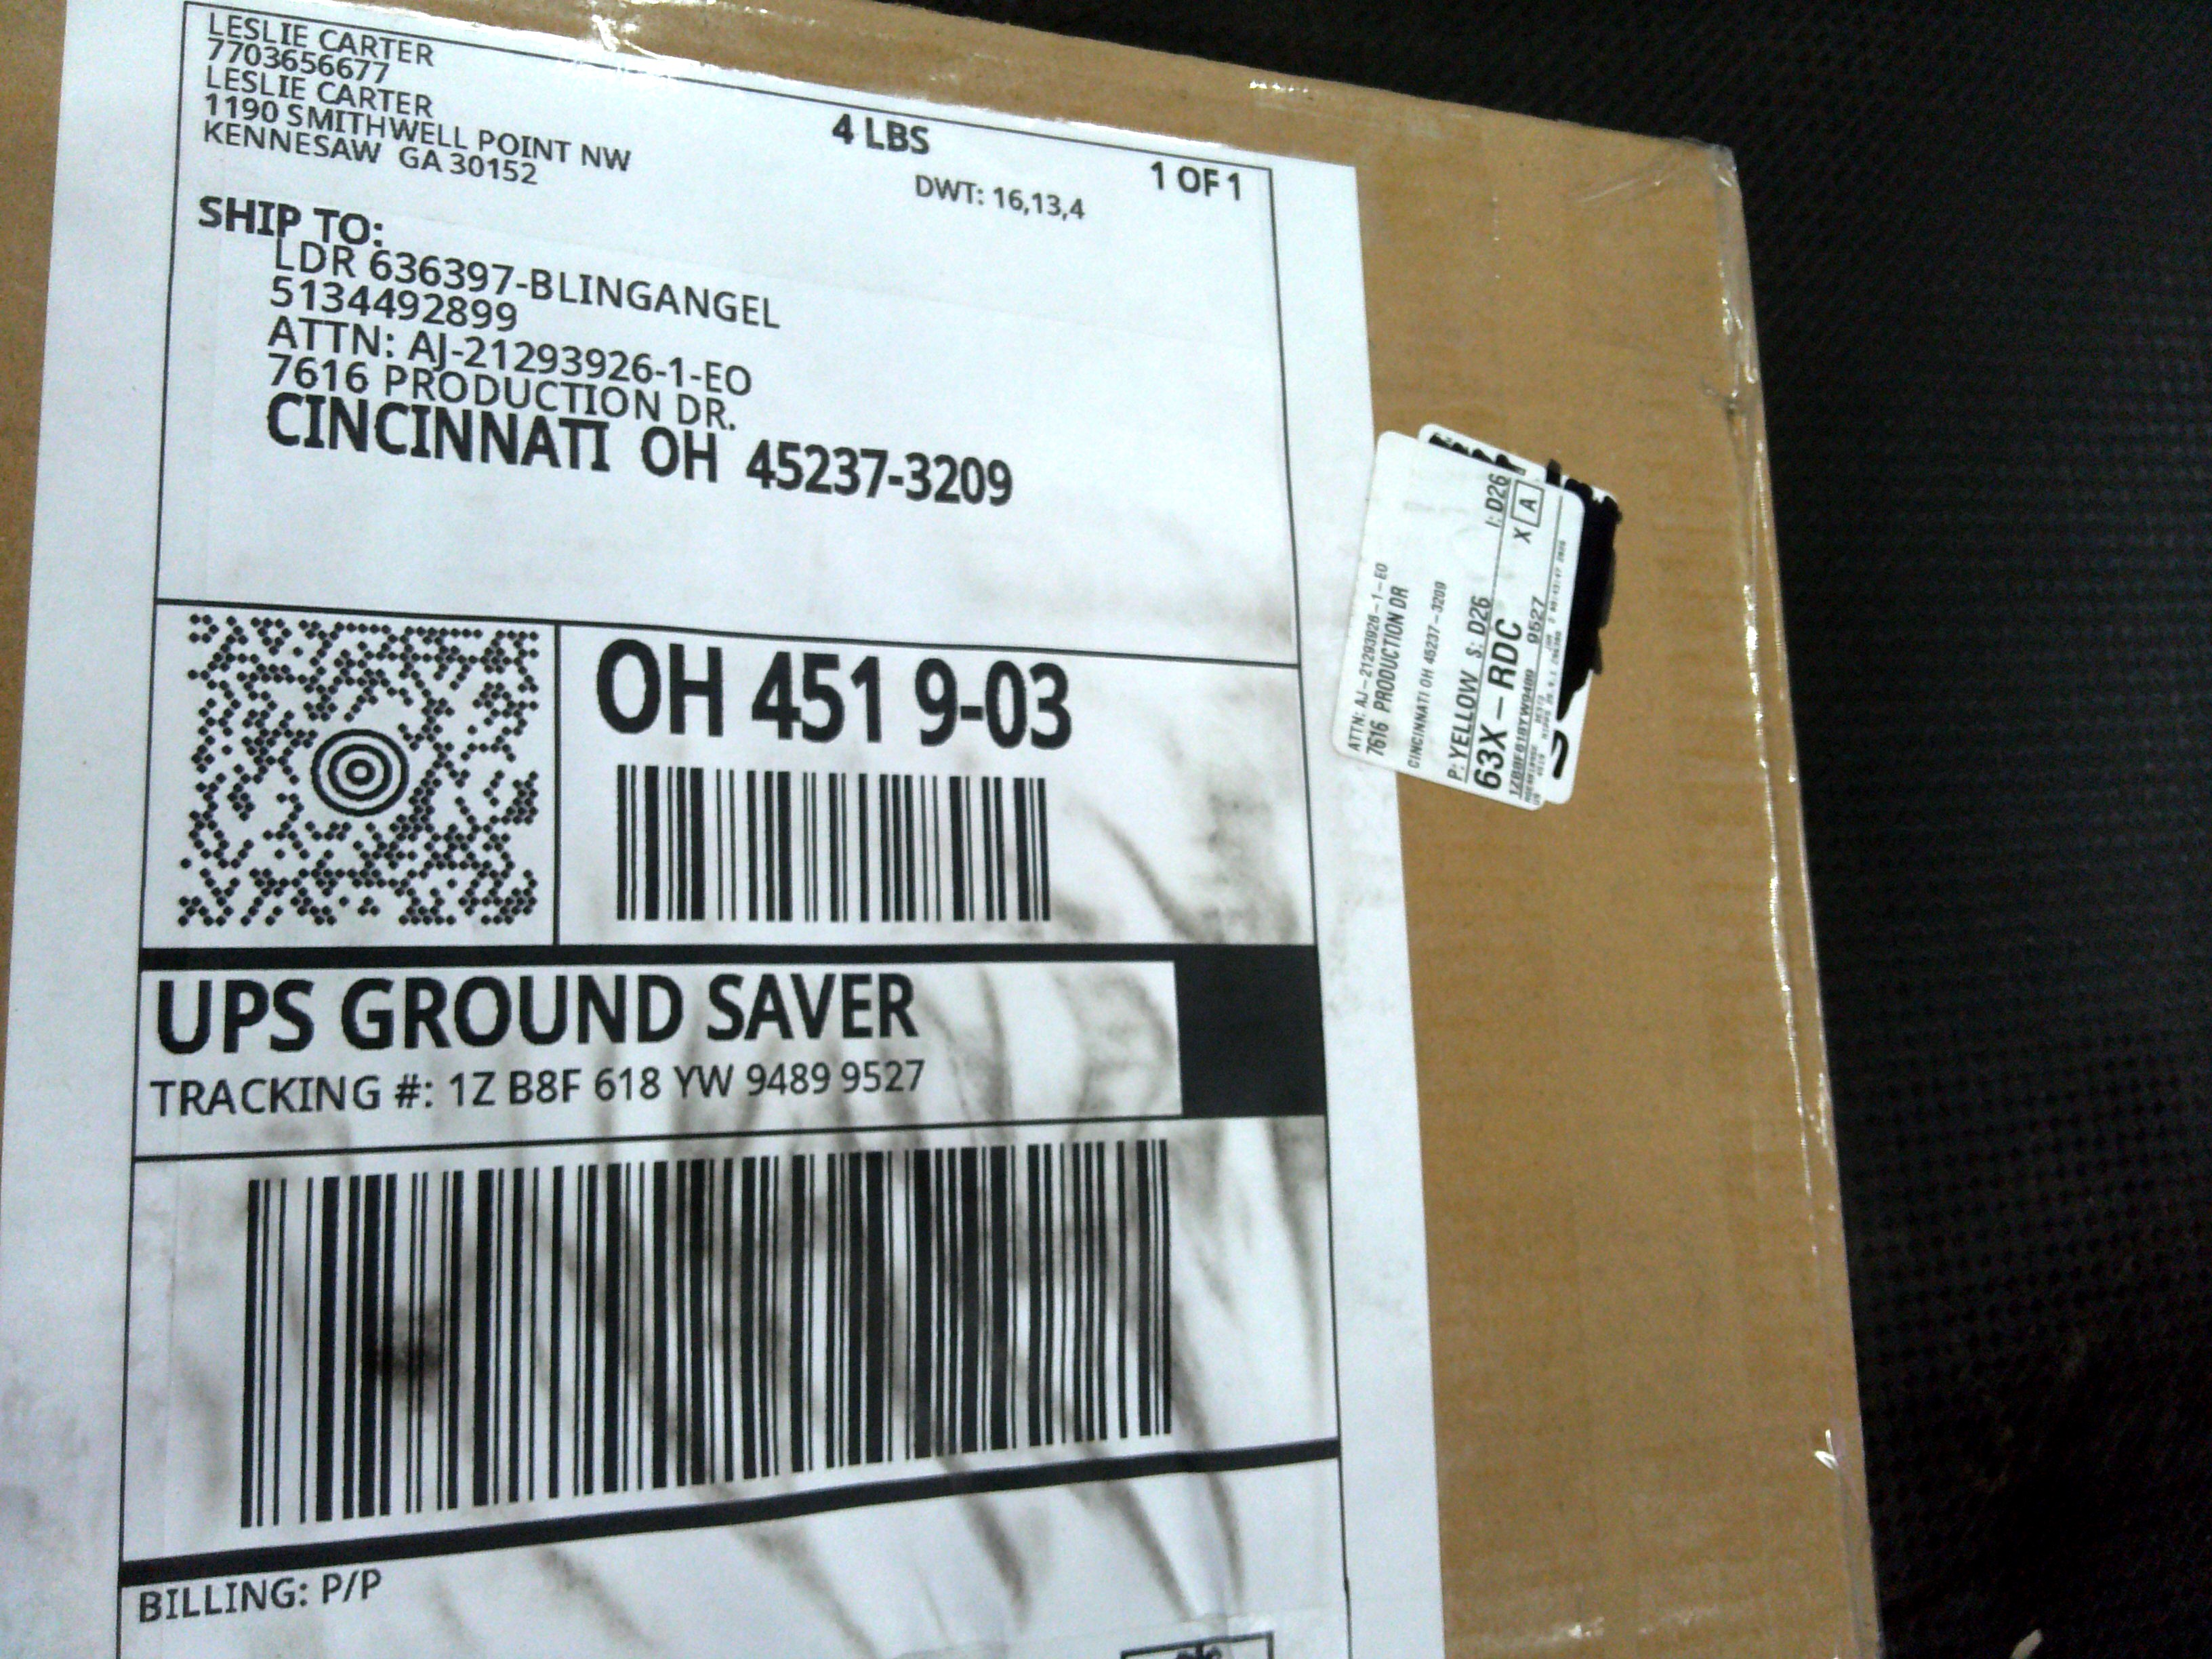 LESLIE CARTER
7703656677
LESLIE CARTER
1190 SMITHWELL POINT NW
KENNESAW GA 30152
4 LBS
1 OF 1
DWT: 16,13,4
SHIP TO:
LDR 636397-BLINGANGEL
5134492899
ATTN: AJ-21293926-1-EO
7616 PRODUCTION DR.
CINCINNATI OH 45237-3209
OH 451 9-03
UPS GROUND SAVER
TRACKING #: 1Z B8F 618 YW 9489 9527
BILLING: P/P
ATTN: AJ-21293926-1-EO
7616 PRODUCTION DR
CINCINNATI OH 45237-3209
P: YELLOW S: D26 I: D26
63X-RDC X A
1ZB8F618YW9489 9527